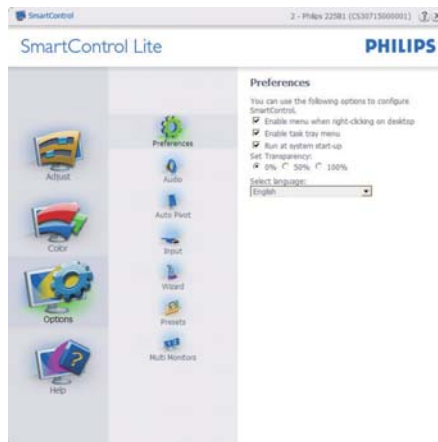 SmartControl
2 - Philips 225B1 (CS30715000001)
SmartControl Lite
PHILIPS
Adjust
Color
Options
Help
Preferences
Audio
Auto Pivot
Input
Wizard
Presets
Multi Monitors
Preferences
You can use the following options to configure
SmartControl.
Enable menu when right-clicking on desktop
Enable task tray menu
Run at system start-up
Set Transparency:
0% 50% 100%
Select language:
English